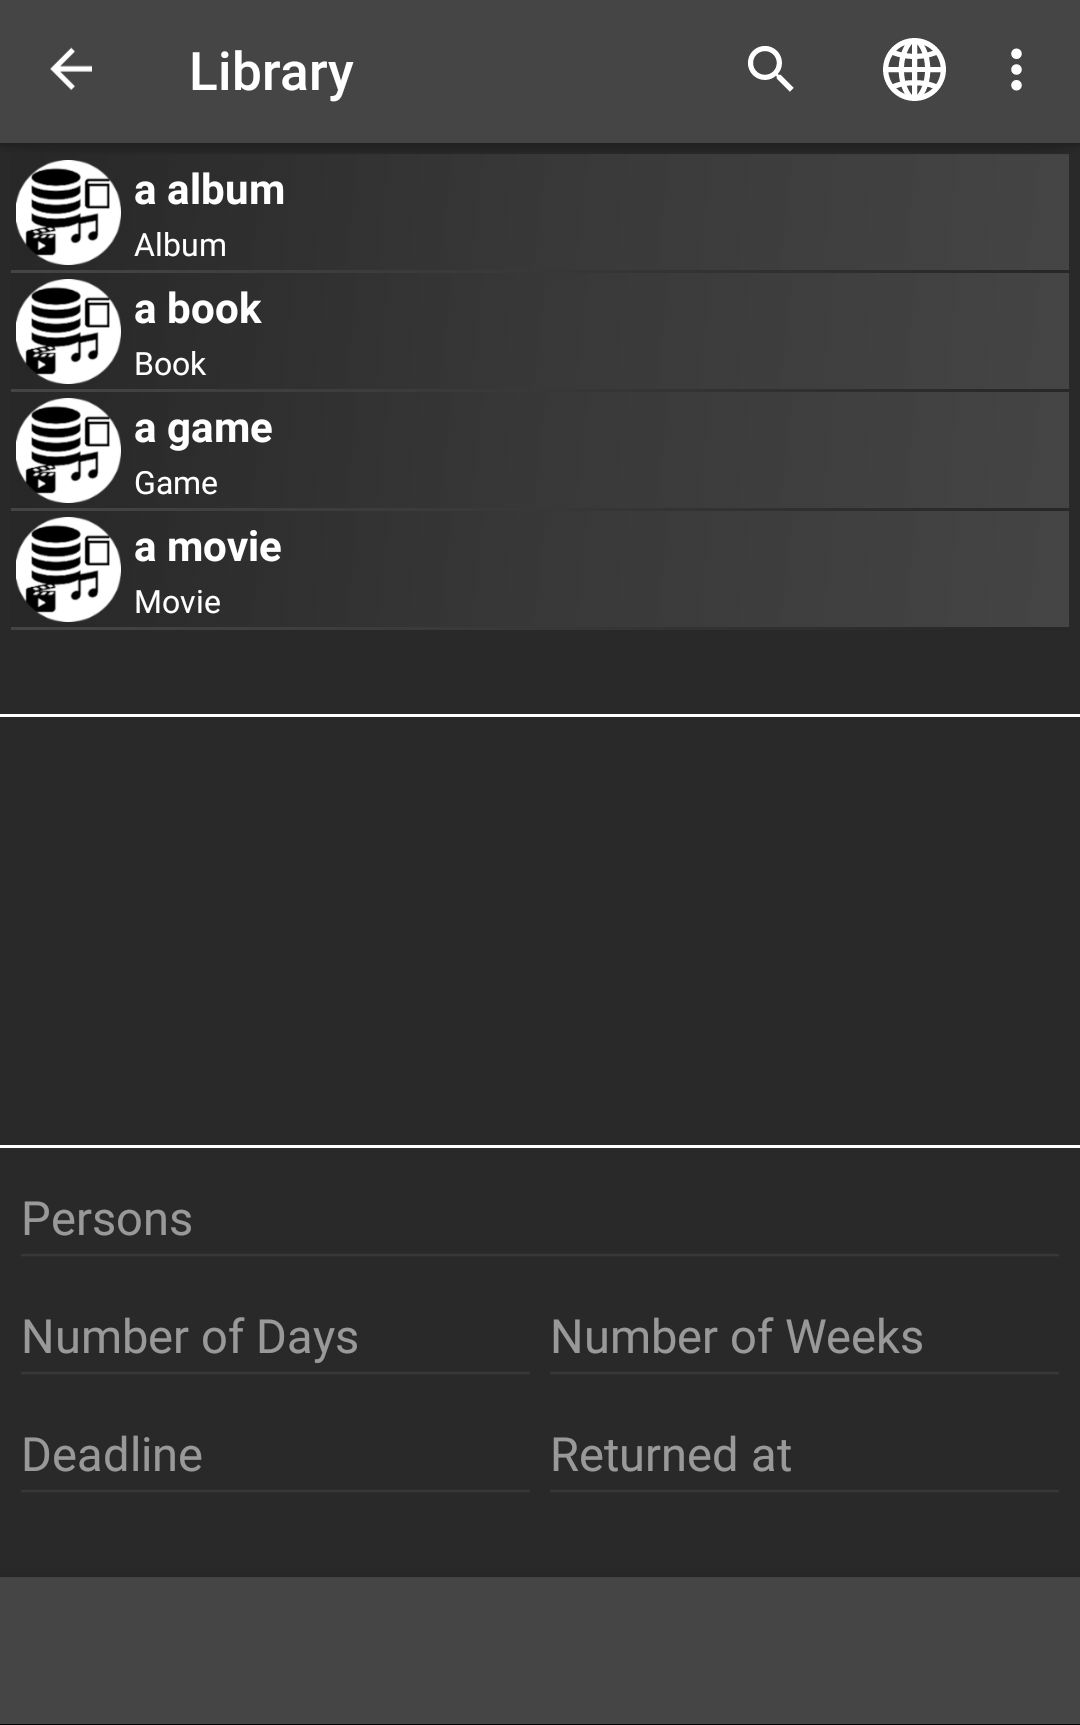 Library
a album
Album
a book
Book
a game
Game
a movie
Movie
Persons
Number of Days Number of Weeks
Deadline Returned at